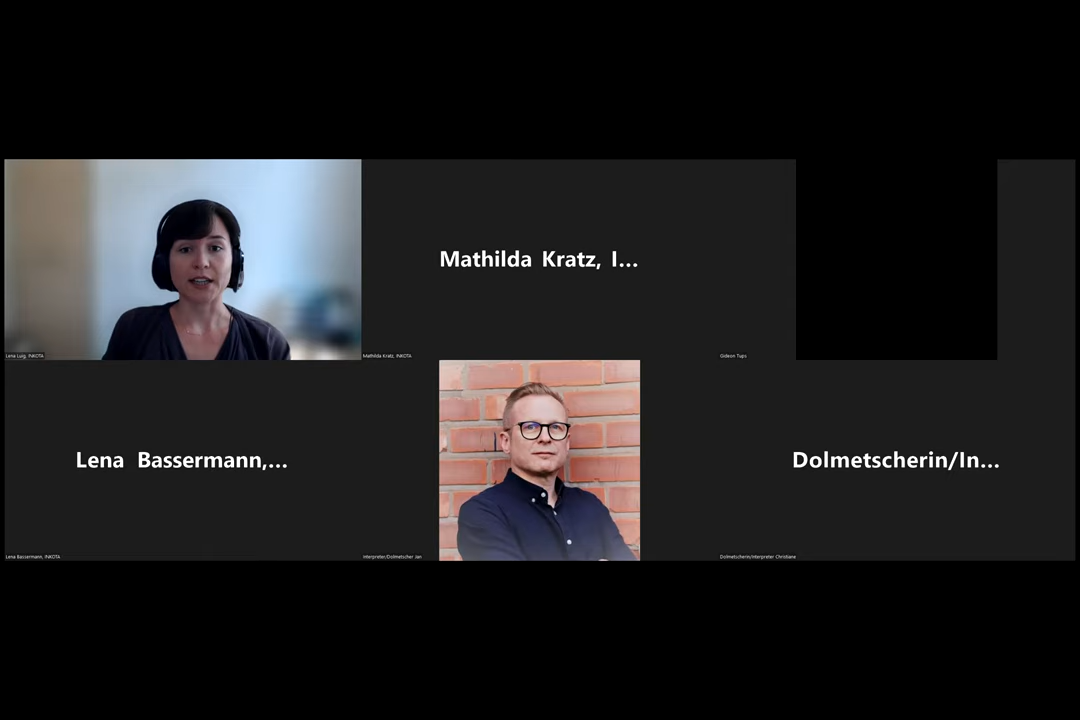 Mathilda Kratz, I...
Lena Luig, INKOTA
Mathilda Kratz, INKOTA
Gideon Tups
Lena Bassermann,...
Dolmetscherin/In...
Lena Bassermann, INKOTA
Interpreter/Dolmetscher Jan
Dolmetscherin/Interpreter Christiane